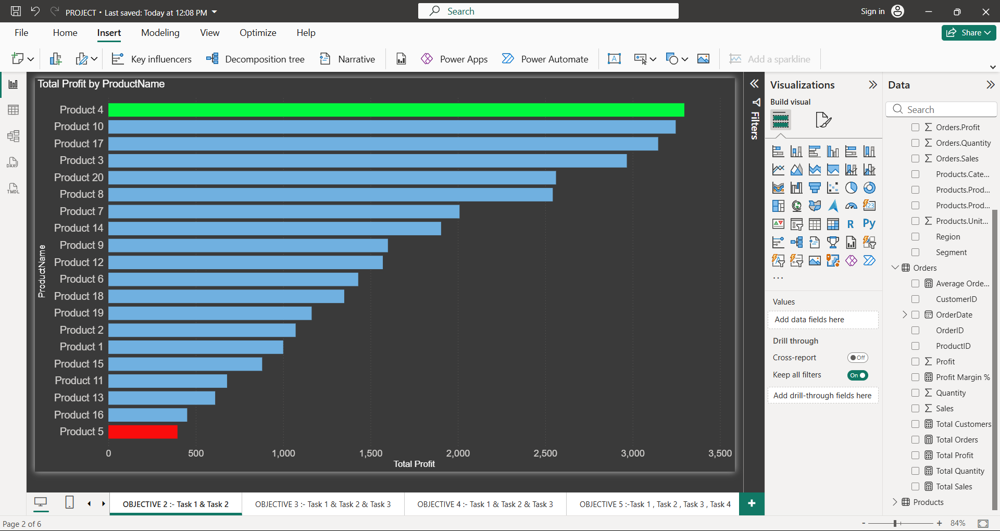 PROJECT • Last saved: Today at 12:08 PM
Search
Sign in
File
Home
Insert
Modeling
View
Optimize
Help
Share
Key influencers
Decomposition tree
Narrative
Power Apps
Power Automate
Add a sparkline
DAX
TMDL
Total Profit by ProductName
ProductName
Product 4
Product 10
Product 17
Product 3
Product 20
Product 8
Product 7
Product 14
Product 9
Product 12
Product 6
Product 18
Product 19
Product 2
Product 1
Product 15
Product 11
Product 13
Product 16
Product 5
0 500 1,000 1,500 2,000 2,500 3,000 3,500
Total Profit
Filters
Visualizations
Build visual
123
R
Py
...
Values
Add data fields here
Drill through
Cross-report
Off
Keep all filters
On
Add drill-through fields here
Data
Search
Orders.Profit
Orders.Quantity
Orders.Sales
Products.Cate...
Products.Prod...
Products.Prod...
Products.Unit...
Region
Segment
Orders
Average Orde...
CustomerID
OrderDate
OrderID
ProductID
Profit
Profit Margin %
Quantity
Sales
Total Customers
Total Orders
Total Profit
Total Quantity
Total Sales
Products
OBJECTIVE 2 :- Task 1 & Task 2
OBJECTIVE 3 :- Task 1 & Task 2 & Task 3
OBJECTIVE 4 :- Task 1 & Task 2 & Task 3
OBJECTIVE 5 :-Task 1 , Task 2 , Task 3 , Task 4
+
Page 2 of 6
- + 84%